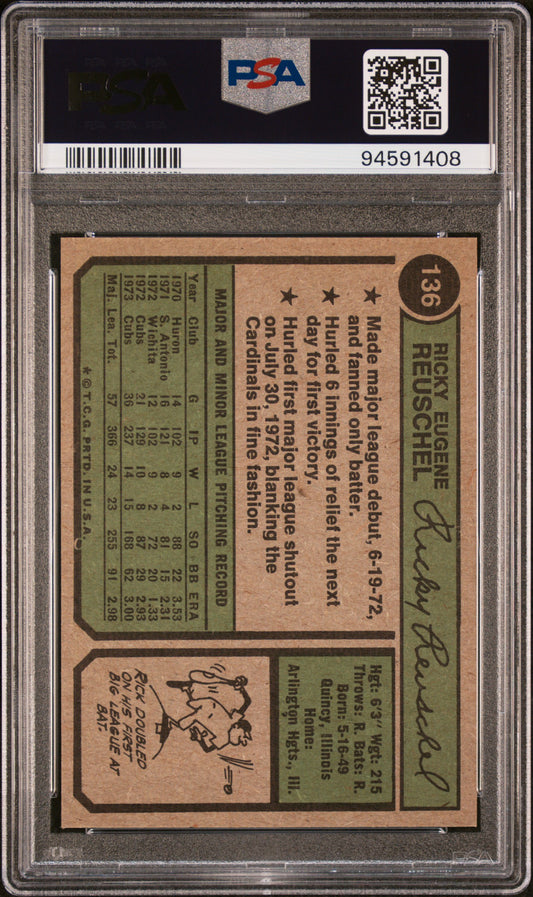 PSA
PSA
94591408
136
RICKY EUGENE
REUSCHEL
Ricky Reuschel
★ Made major league debut, 6-19-72,
and fanned only batter.
★ Hurled 6 innings of relief the next
day for first victory.
★ Hurled first major league shutout
on July 30, 1972, blanking the
Cardinals in fine fashion.
Hgt: 6'3" Wgt: 215
Throws: R. Bats: R.
Born: 5-16-49
Quincy, Illinois
Home:
Arlington Hgts., Ill.
MAJOR AND MINOR LEAGUE PITCHING RECORD
Year Club G IP W L SO BB ERA
1970 Huron 14 102 9 2 88 22 3.53
1971 S. Antonio 16 121 8 4 81 15 2.31
1972 Wichita 12 102 9 2 72 20 1.33
1972 Cubs 21 129 10 8 87 29 2.93
1973 Cubs 36 237 14 15 168 62 3.00
Maj. Lea. Tot. 57 366 24 23 255 91 2.98
★ © T.C.G. PRTD. IN U.S.A.
RICK DOUBLED
ON HIS FIRST
BIG LEAGUE AT
BAT.
PSA